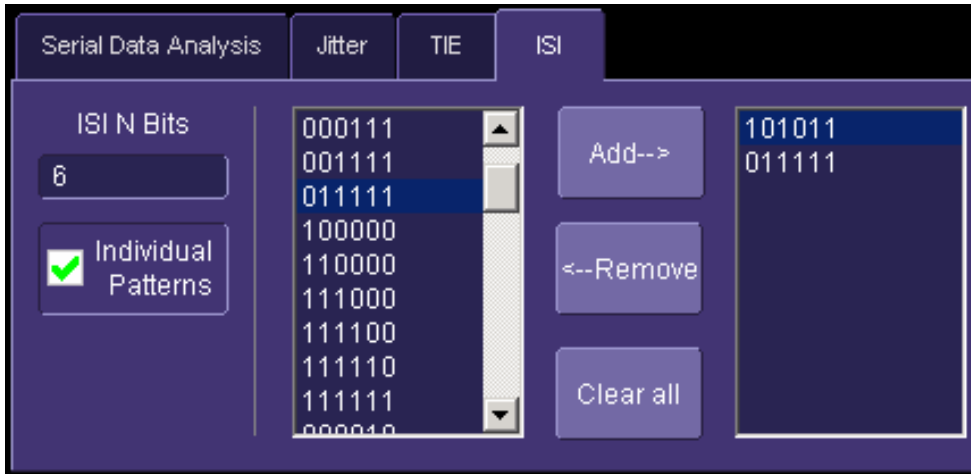 Serial Data Analysis
Jitter
TIE
ISI
ISI N Bits
6
Individual
Patterns
000111
001111
011111
100000
110000
111000
111100
111110
111111
000010
Add-->
<--Remove
Clear all
101011
011111